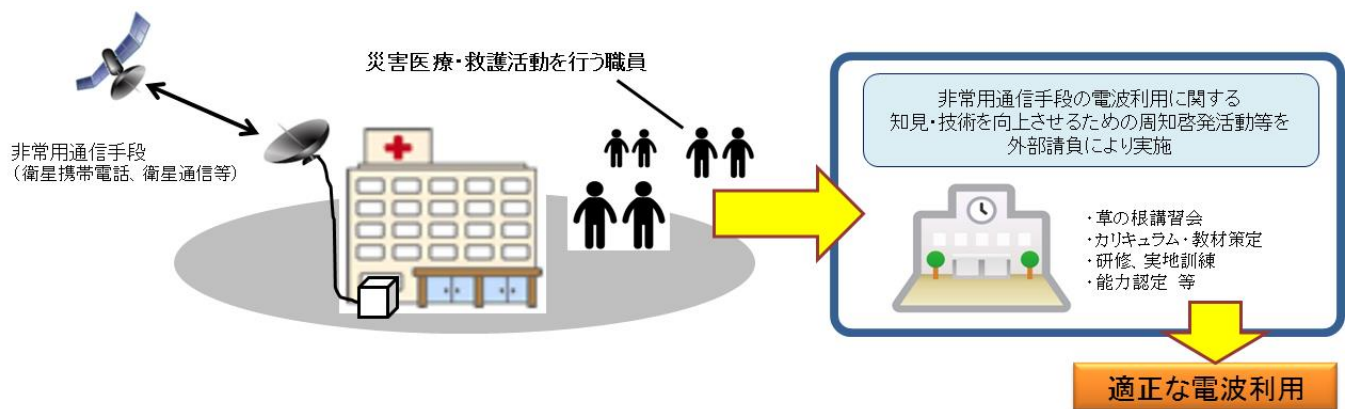 災害医療・救護活動を行う職員
非常用通信手段
（衛星携帯電話、衛星通信等）
非常用通信手段の電波利用に関する
知見・技術を向上させるための周知啓発活動等を
外部請負により実施
・草の根講習会
・カリキュラム・教材策定
・研修、実地訓練
・能力認定 等
適正な電波利用